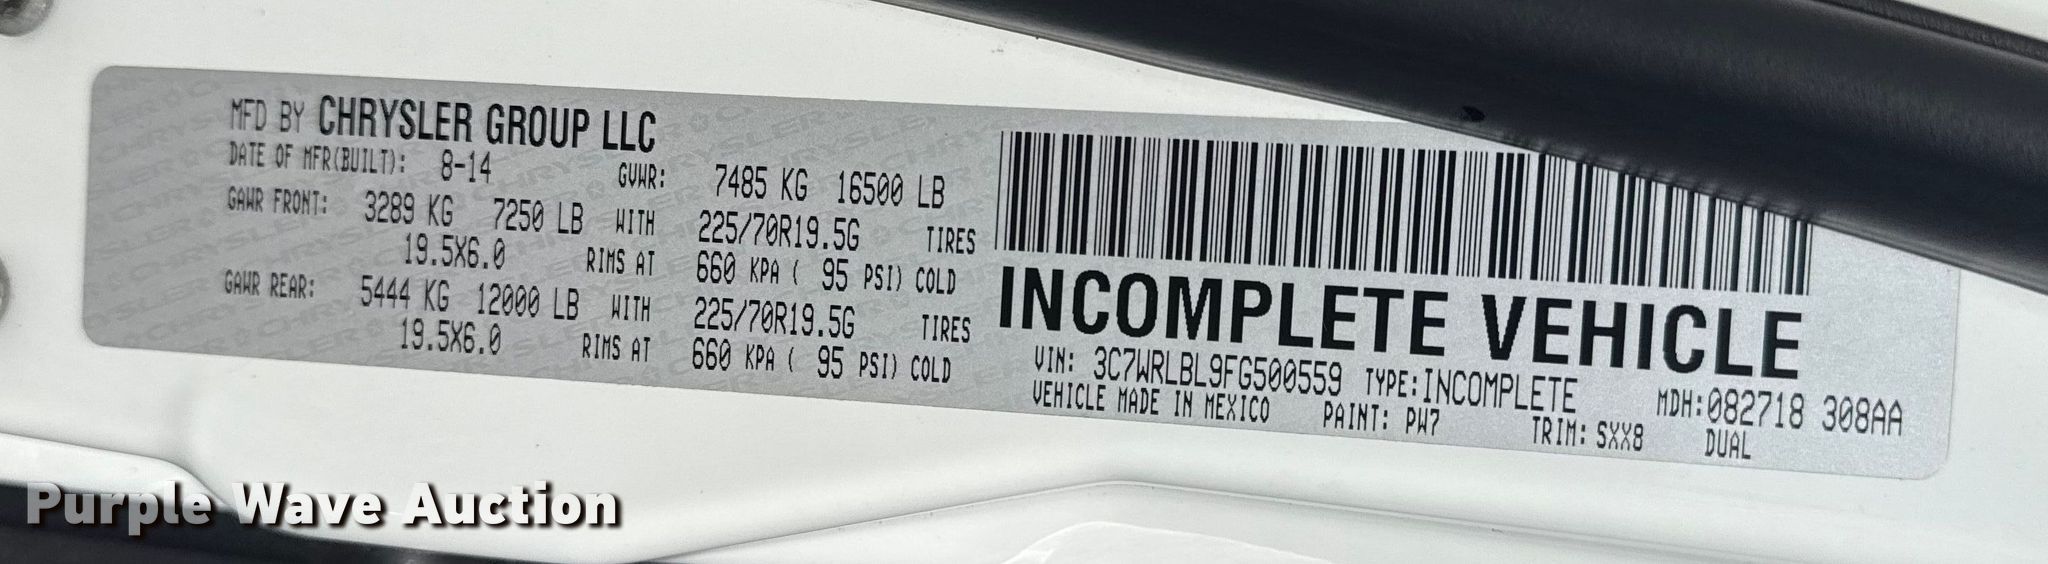 MFD BY CHRYSLER GROUP LLC
DATE OF MFR(BUILT): 8-14 GVWR: 7485 KG 16500 LB
GAWR FRONT: 3289 KG 7250 LB WITH 225/70R19.5G TIRES
19.5X6.0 RIMS AT 660 KPA ( 95 PSI) COLD
GAWR REAR: 5444 KG 12000 LB WITH 225/70R19.5G TIRES
19.5X6.0 RIMS AT 660 KPA ( 95 PSI) COLD
INCOMPLETE VEHICLE
VIN: 3C7WRLBL9FG500559 TYPE:INCOMPLETE MDH:082718 308AA
VEHICLE MADE IN MEXICO PAINT: PW7 TRIM: SXX8 DUAL
Purple Wave Auction